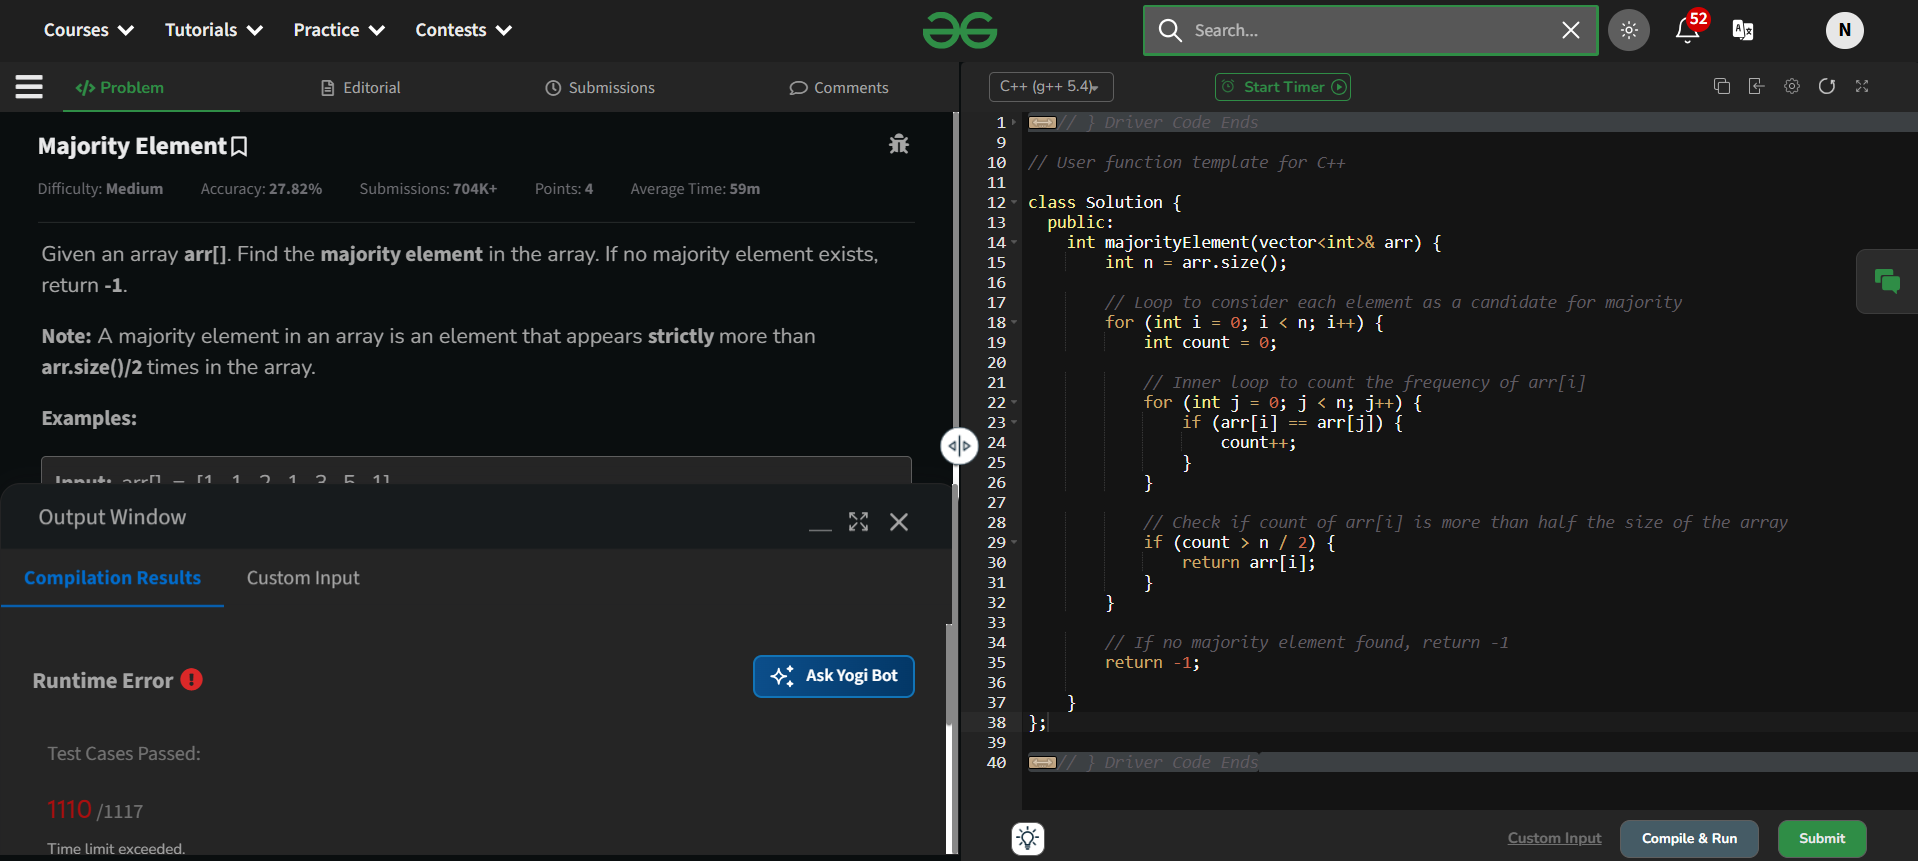 Courses Tutorials Practice Contests
Search...
52
N
</> Problem Editorial Submissions Comments
C++ (g++ 5.4)
Start Timer
Majority Element
Difficulty: Medium Accuracy: 27.82% Submissions: 704K+ Points: 4 Average Time: 59m
Given an array arr[]. Find the majority element in the array. If no majority element exists,
return -1.
Note: A majority element in an array is an element that appears strictly more than
arr.size()/2 times in the array.
Examples:
Input: arr[] = [1, 1, 2, 1, 3, 5, 1]
Output Window
Compilation Results Custom Input
Runtime Error
Ask Yogi Bot
Test Cases Passed:
1110 /1117
Time limit exceeded.
1 // } Driver Code Ends
9
10 // User function template for C++
11
12 class Solution {
13 public:
14 int majorityElement(vector<int>& arr) {
15 int n = arr.size();
16
17 // Loop to consider each element as a candidate for majority
18 for (int i = 0; i < n; i++) {
19 int count = 0;
20
21 // Inner loop to count the frequency of arr[i]
22 for (int j = 0; j < n; j++) {
23 if (arr[i] == arr[j]) {
24 count++;
25 }
26 }
27
28 // Check if count of arr[i] is more than half the size of the array
29 if (count > n / 2) {
30 return arr[i];
31 }
32 }
33
34 // If no majority element found, return -1
35 return -1;
36
37 }
38 };
39
40 // } Driver Code Ends
Custom Input Compile & Run Submit